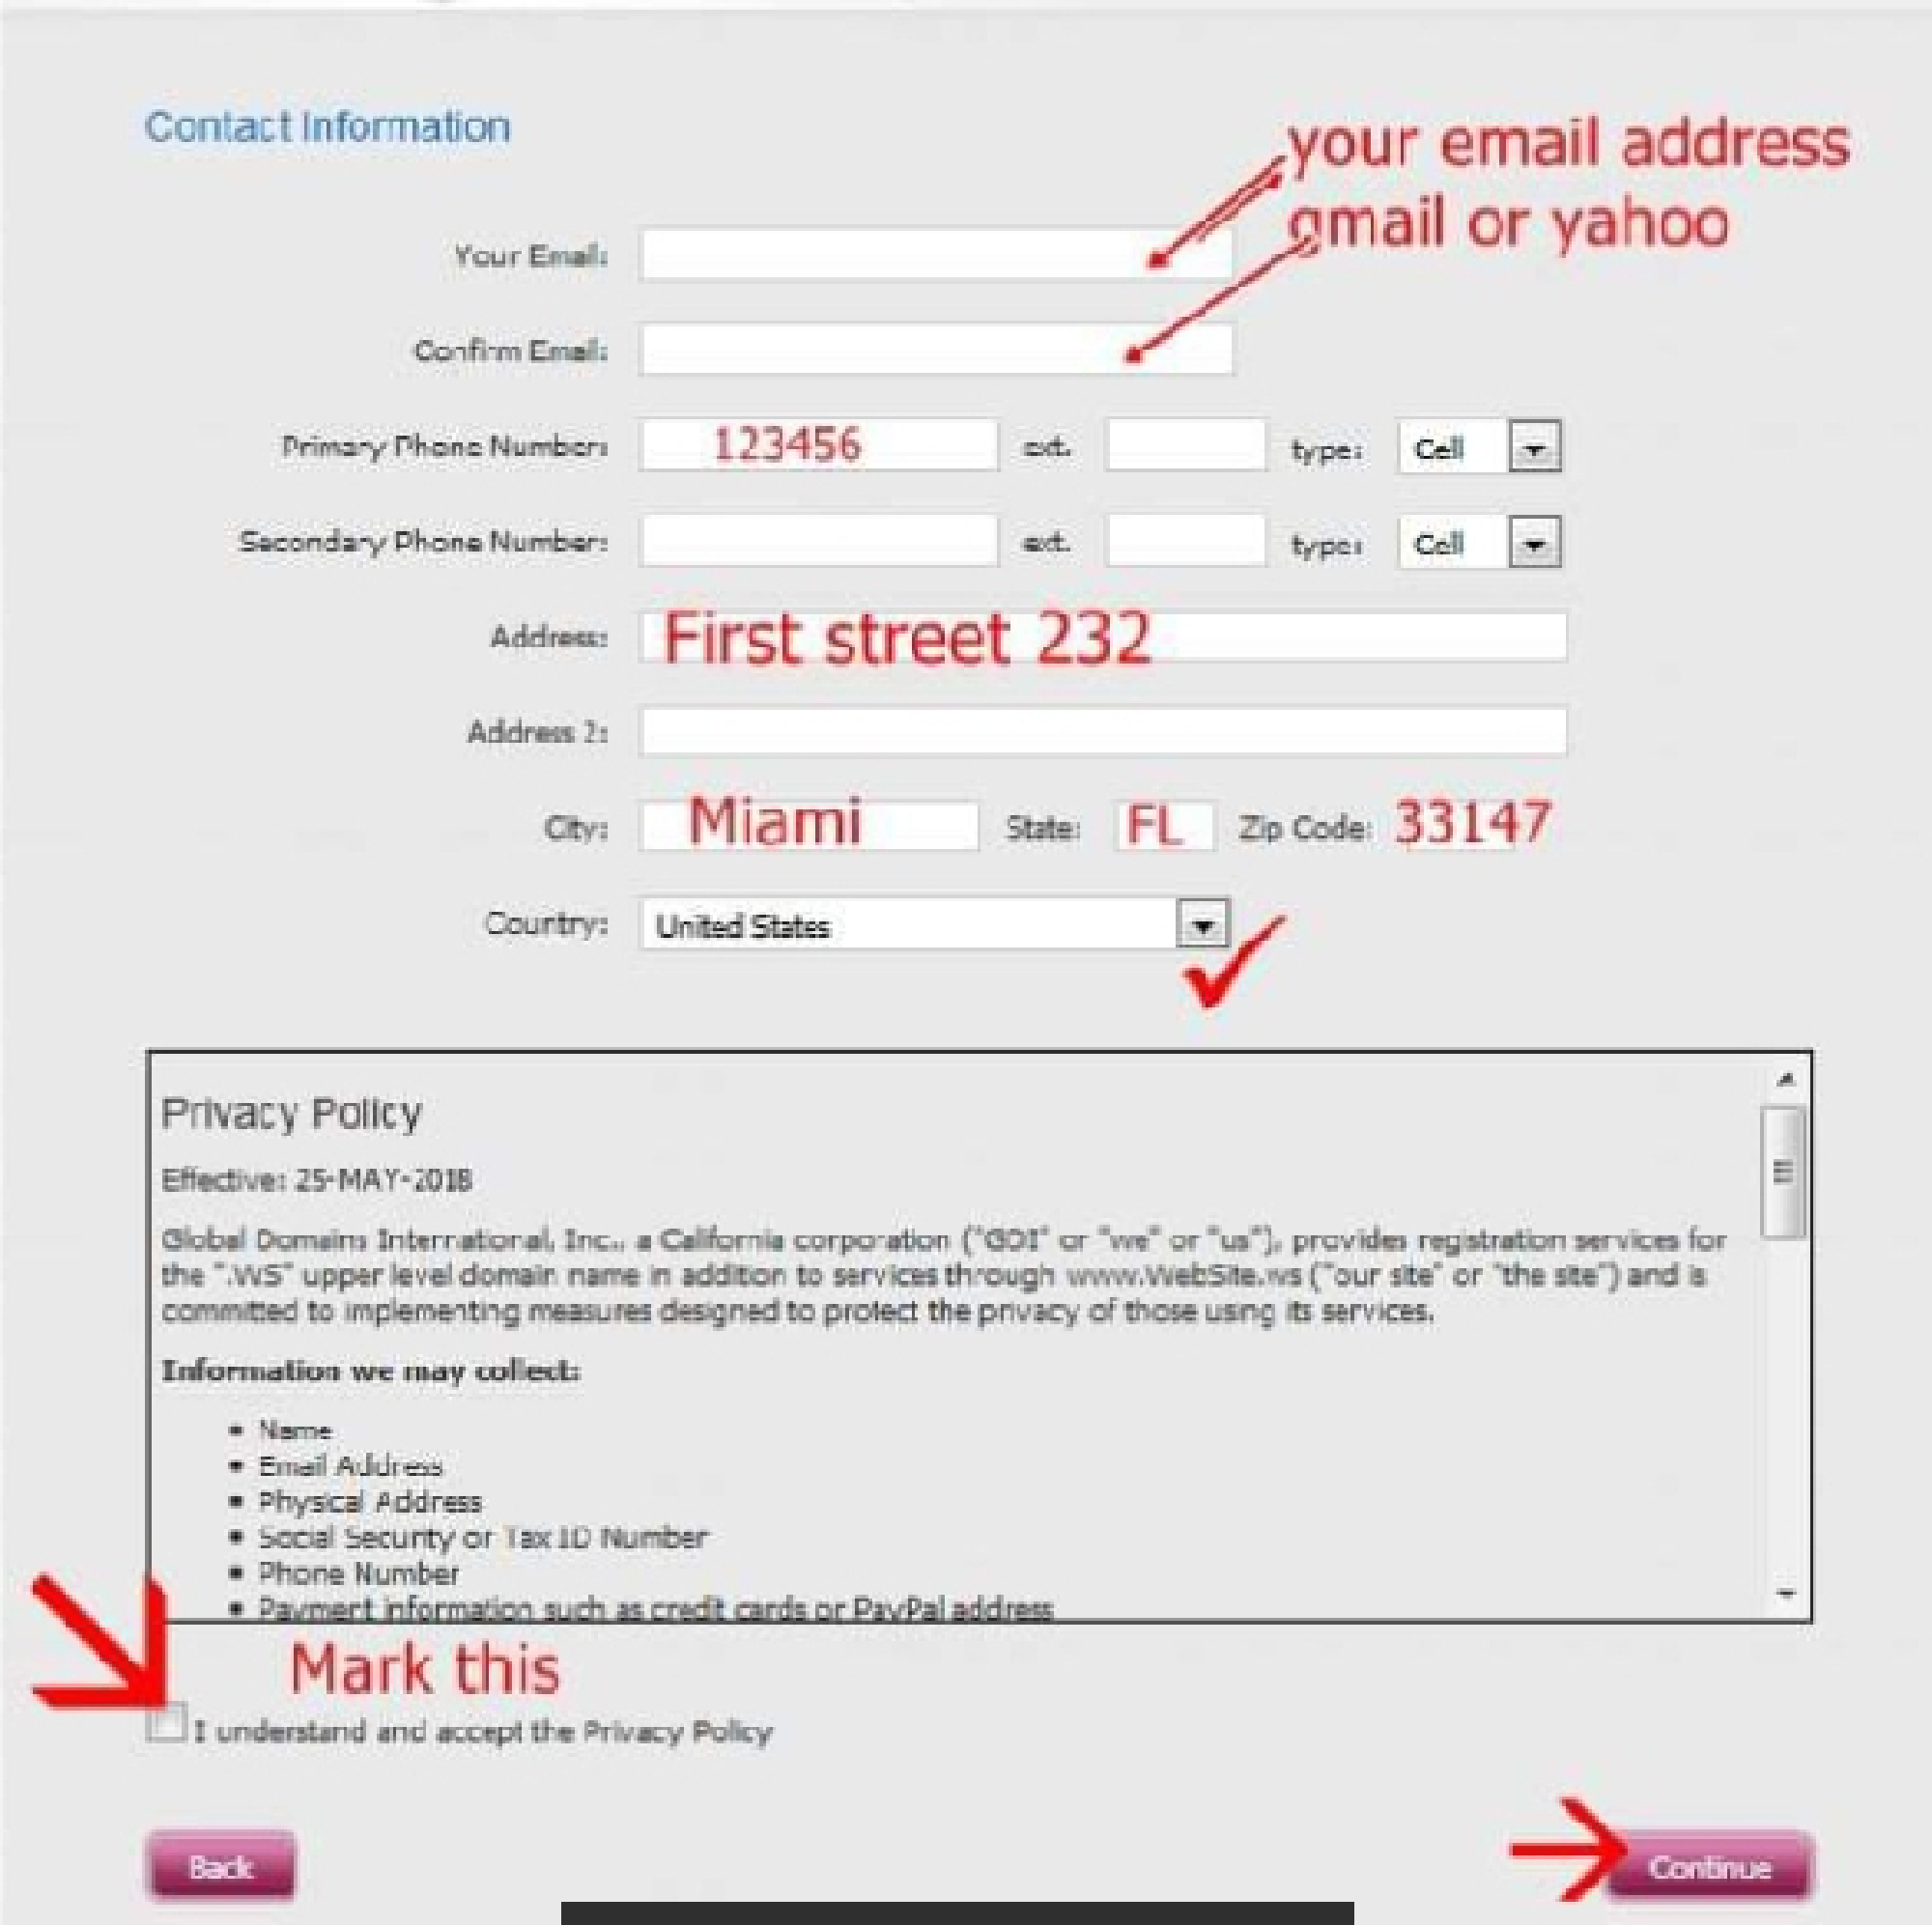 Contact Information
your email address
gmail or yahoo
Your Email:
Confirm Email:
Primary Phone Number: 123456 ext. type: Cell
Secondary Phone Number: ext. type: Cell
Address: First street 232
Address 2:
City: Miami State: FL Zip Code: 33147
Country: United States
Privacy Policy
Effective: 25-MAY-2018
Global Domains International, Inc., a California corporation ("GDI" or "we" or "us"), provides registration services for
the ".WS" upper level domain name in addition to services through www.WebSite.ws ("our site" or "the site") and is
committed to implementing measures designed to protect the privacy of those using its services.
Information we may collect:
• Name
• Email Address
• Physical Address
• Social Security or Tax ID Number
• Phone Number
• Payment information such as credit cards or PayPal address
Mark this
I understand and accept the Privacy Policy
Back Continue